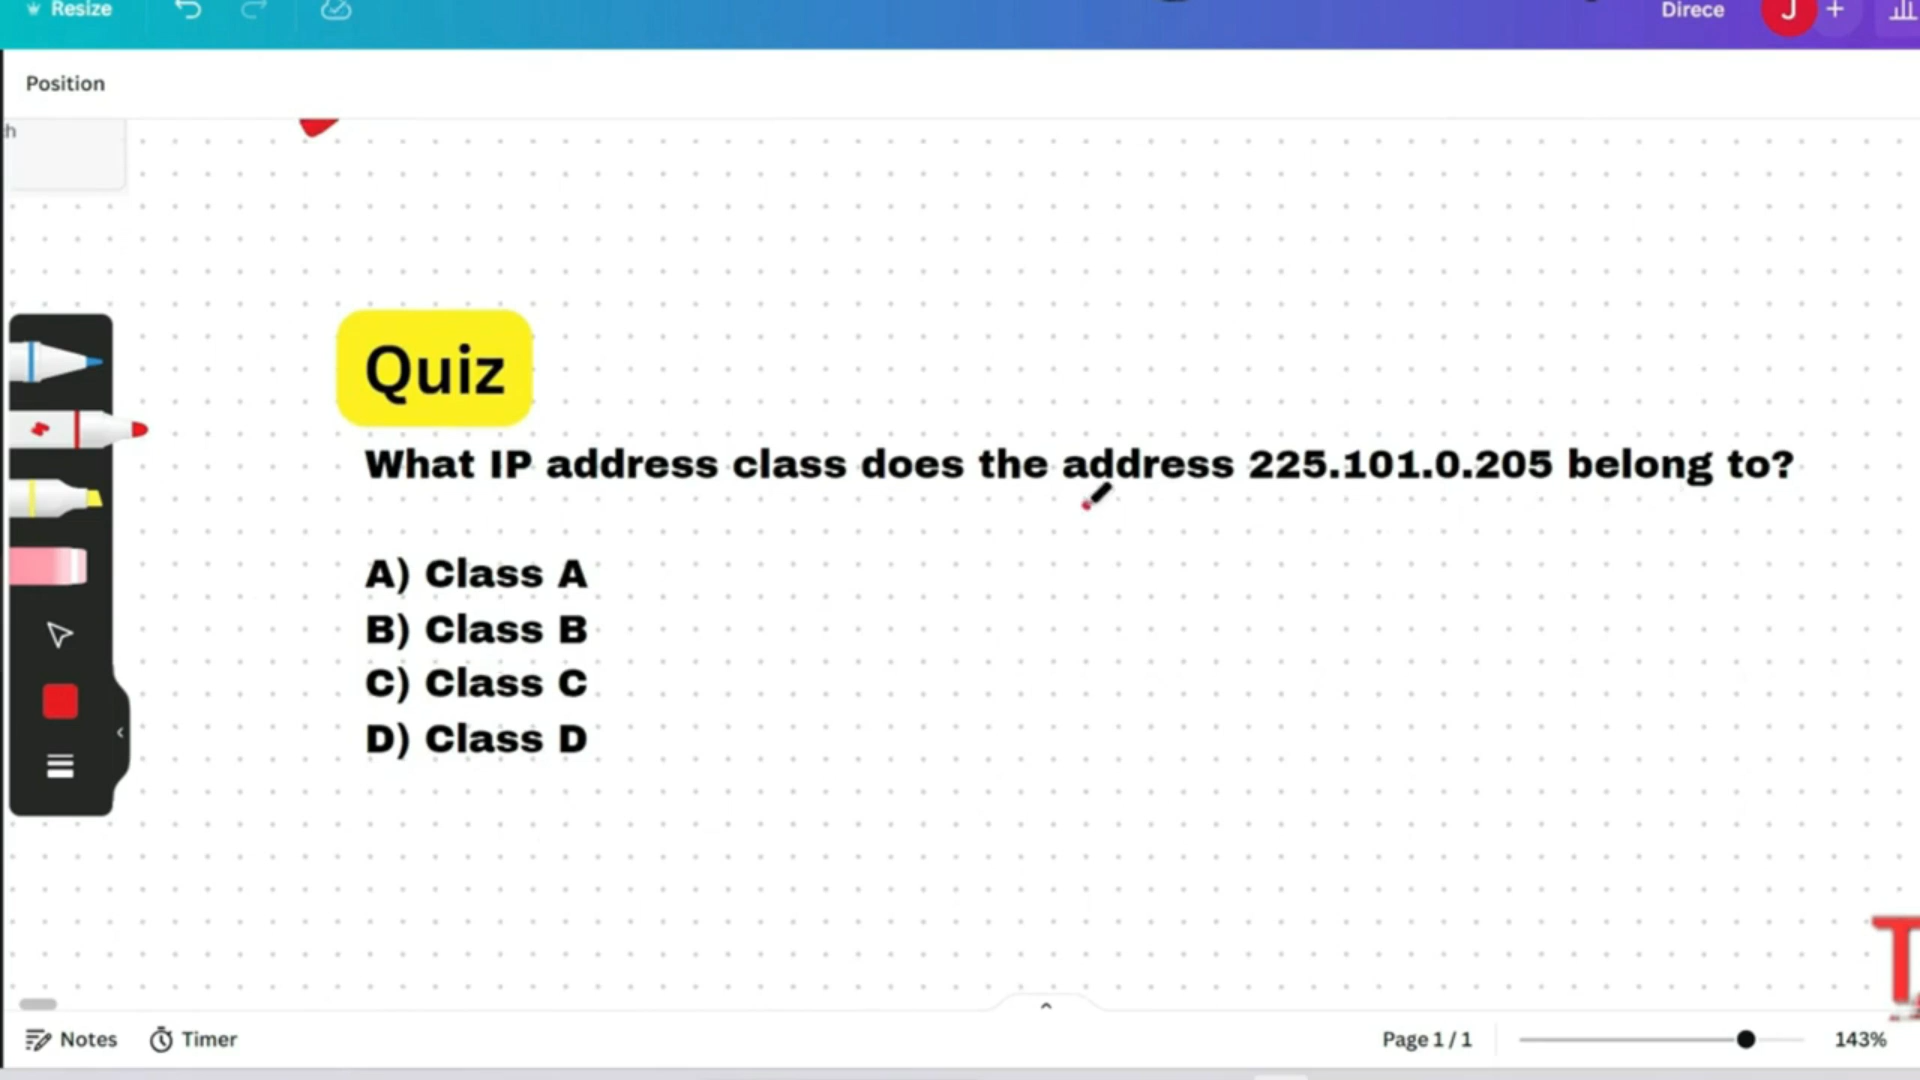 Resize
Direce
J
Position
Quiz
What IP address class does the address 225.101.0.205 belong to?
A) Class A
B) Class B
C) Class C
D) Class D
Notes
Timer
Page 1 / 1
143%